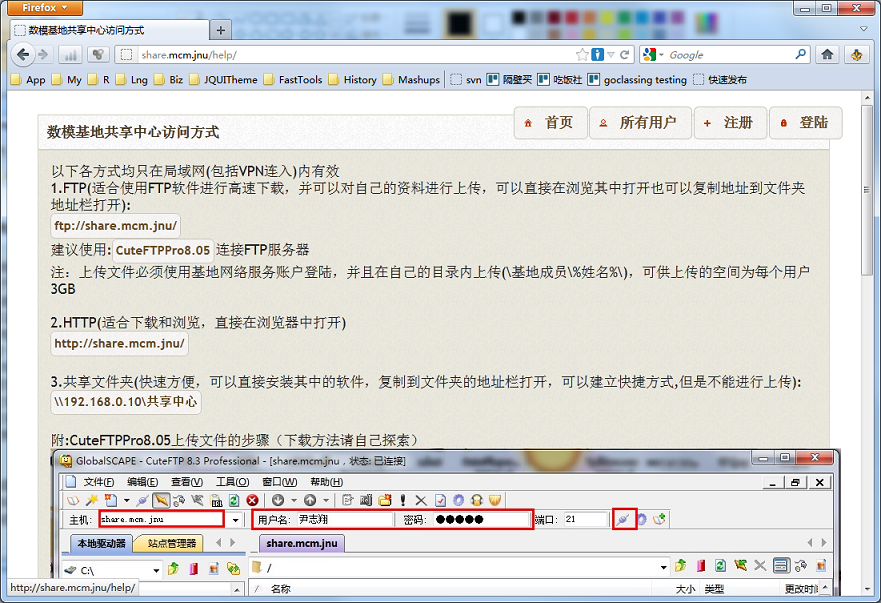 Firefox
数模基地共享中心访问方式
share.mcm.jnu/help/
Google
App My R Lng Biz JQUITheme FastTools History Mashups svn 隔壁买 吃饭社 goclassing testing 快速发布
首页 所有用户 注册 登陆
数模基地共享中心访问方式
以下各方式均只在局域网(包括VPN连入)内有效
1.FTP(适合使用FTP软件进行高速下载，并可以对自己的资料进行上传，可以直接在浏览其中打开也可以复制地址到文件夹
地址栏打开):
ftp://share.mcm.jnu/
建议使用: CuteFTPPro8.05 连接FTP服务器
注：上传文件必须使用基地网络服务账户登陆，并且在自己的目录内上传(\基地成员\%姓名%\)，可供上传的空间为每个用户
3GB
2.HTTP(适合下载和浏览，直接在浏览器中打开)
http://share.mcm.jnu/
3.共享文件夹(快速方便，可以直接安装其中的软件，复制到文件夹的地址栏打开，可以建立快捷方式,但是不能进行上传):
\\192.168.0.10\共享中心
附:CuteFTPPro8.05上传文件的步骤（下载方法请自己探索）
GlobalSCAPE - CuteFTP 8.3 Professional - [share.mcm.jnu，状态: 已连接]
文件(F) 编辑(E) 查看(V) 工具(O) 窗口(W) 帮助(H)
主机: share.mcm.jnu 用户名: 尹志翔 密码: ●●●●● 端口: 21
本地驱动器 站点管理器 share.mcm.jnu
C:\ /
http://share.mcm.jnu/help/ / 名称 大小 类型 更改时间